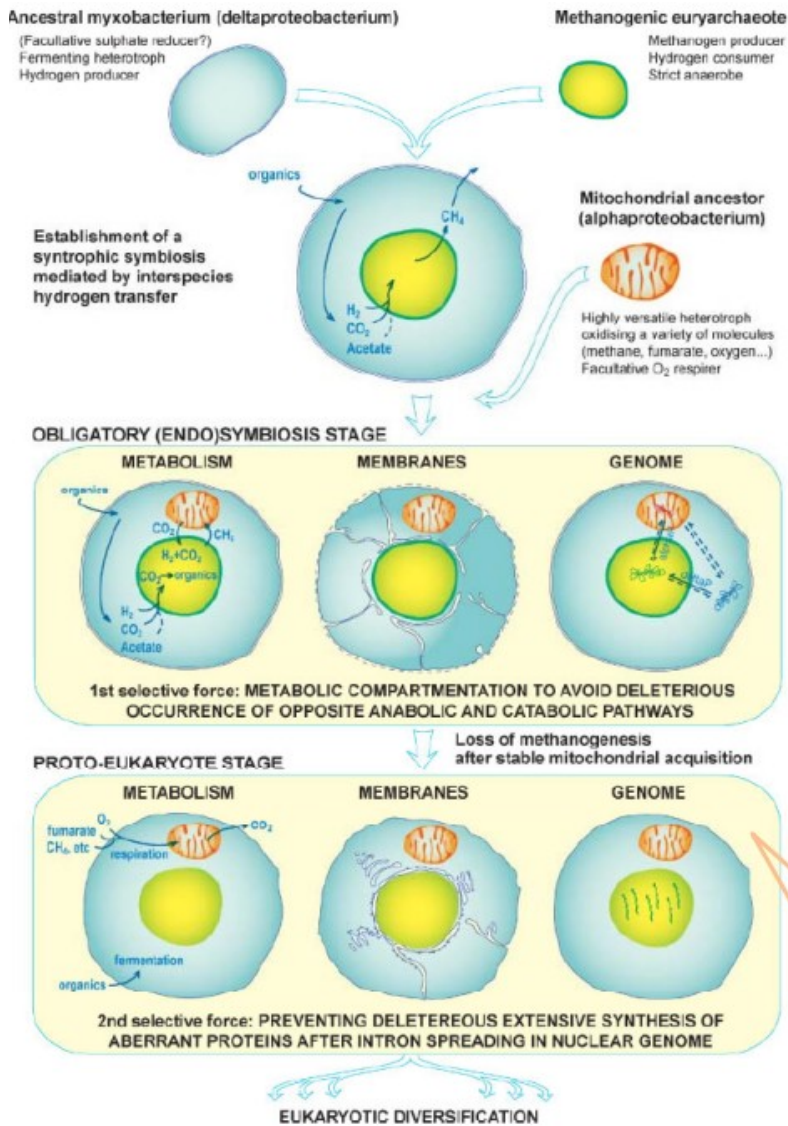 Ancestral myxobacterium (deltaproteobacterium)
(Facultative sulphate reducer?)
Fermenting heterotroph
Hydrogen producer
Methanogenic euryarchaeote
Methanogen producer
Hydrogen consumer
Strict anaerobe
organics
CH₄
Establishment of a
syntrophic symbiosis
mediated by interspecies
hydrogen transfer
H₂
CO₂
Acetate
Mitochondrial ancestor
(alphaproteobacterium)
Highly versatile heterotroph
oxidising a variety of molecules
(methane, fumarate, oxygen...)
Facultative O₂ respirer
OBLIGATORY (ENDO)SYMBIOSIS STAGE
METABOLISM
MEMBRANES
GENOME
organics
CO₂
CH₄
H₂+CO₂
CO₂ organics
H₂
CO₂
Acetate
1st selective force: METABOLIC COMPARTMENTATION TO AVOID DELETERIOUS
OCCURRENCE OF OPPOSITE ANABOLIC AND CATABOLIC PATHWAYS
Loss of methanogenesis
after stable mitochondrial acquisition
PROTO-EUKARYOTE STAGE
METABOLISM
MEMBRANES
GENOME
O₂
fumarate
CH₄, etc
respiration
CO₂
fermentation
organics
2nd selective force: PREVENTING DELETEREOUS EXTENSIVE SYNTHESIS OF
ABERRANT PROTEINS AFTER INTRON SPREADING IN NUCLEAR GENOME
EUKARYOTIC DIVERSIFICATION